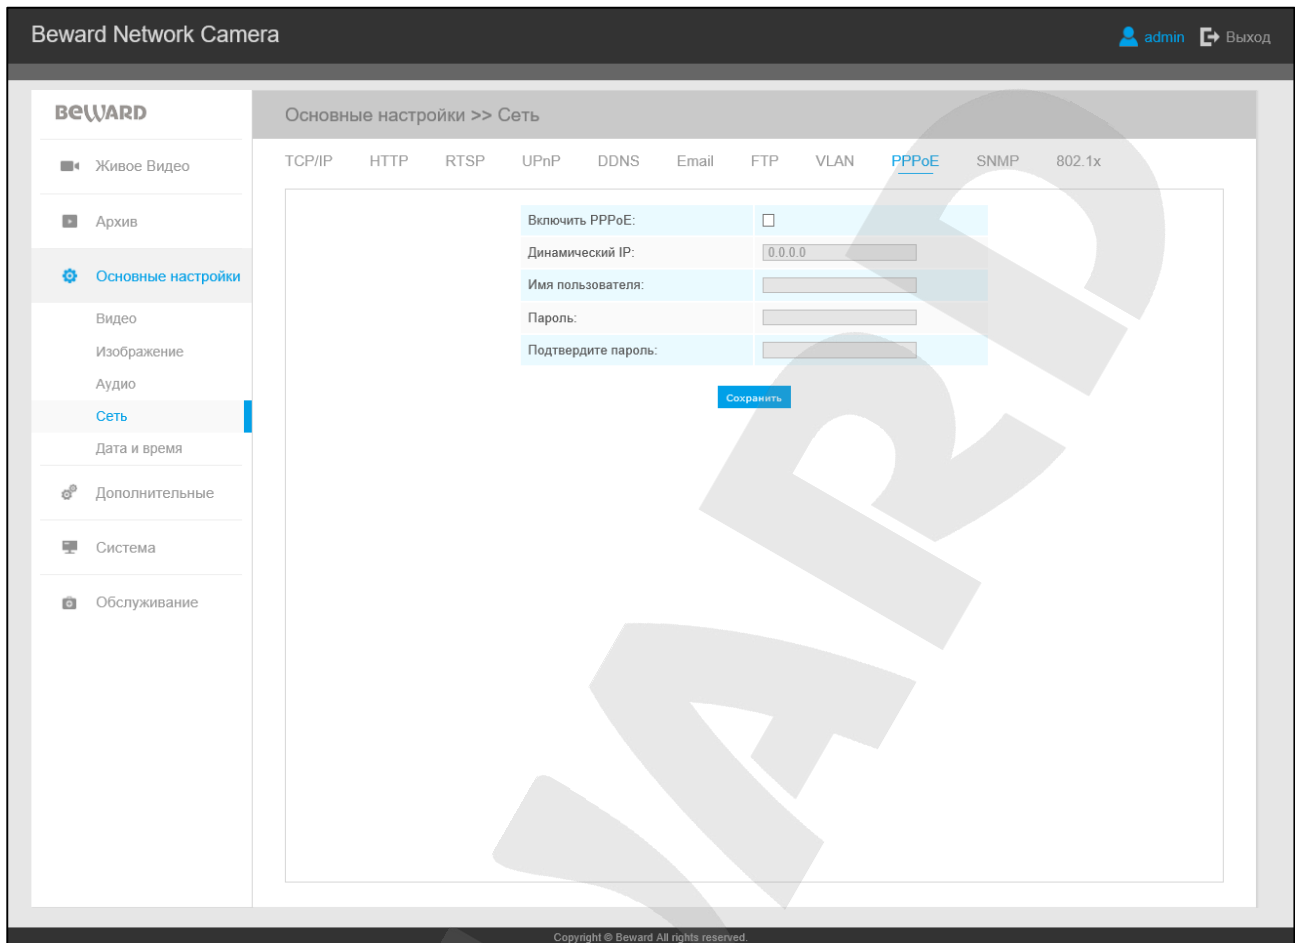 Beward Network Camera
admin Выход
BEWARD
Основные настройки >> Сеть
Живое Видео
Архив
Основные настройки
Видео
Изображение
Аудио
Сеть
Дата и время
Дополнительные
Система
Обслуживание
TCP/IP HTTP RTSP UPnP DDNS Email FTP VLAN PPPoE SNMP 802.1x
Включить PPPoE:
Динамический IP: 0.0.0.0
Имя пользователя:
Пароль:
Подтвердите пароль:
Сохранить
Copyright © Beward All rights reserved.
WARD